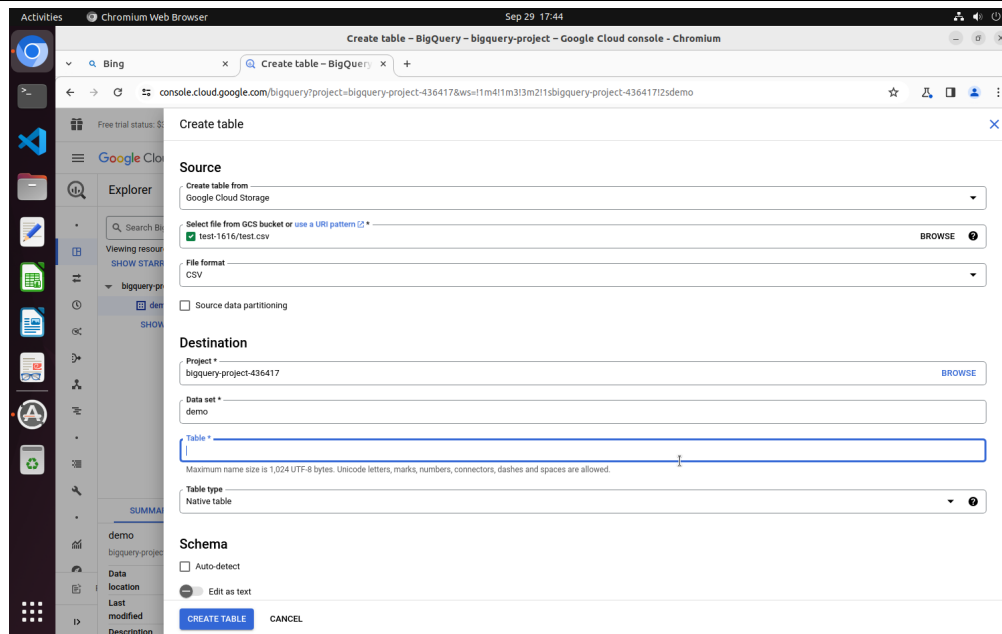 Activities
Chromium Web Browser
Sep 29 17:44
Create table – BigQuery – bigquery-project – Google Cloud console - Chromium
Bing
Create table – BigQuery
console.cloud.google.com/bigquery?project=bigquery-project-436417&ws=!1m4!1m3!3m2!1sbigquery-project-436417!2sdemo
Free trial status: $
Create table
Google Clo
Source
Explorer
Create table from
Google Cloud Storage
Search Bi
Select file from GCS bucket or use a URI pattern *
test-1616/test.csv
BROWSE
Viewing resour
SHOW STARR
File format
CSV
bigquery-pr
dem
Source data partitioning
SHOW
Destination
Project *
bigquery-project-436417
BROWSE
Data set *
demo
Table *
Maximum name size is 1,024 UTF-8 bytes. Unicode letters, marks, numbers, connectors, dashes and spaces are allowed.
Table type
Native table
SUMMA
demo
bigquery-projec
Schema
Auto-detect
Data
location
Edit as text
Last
modified
CREATE TABLE
CANCEL
Description